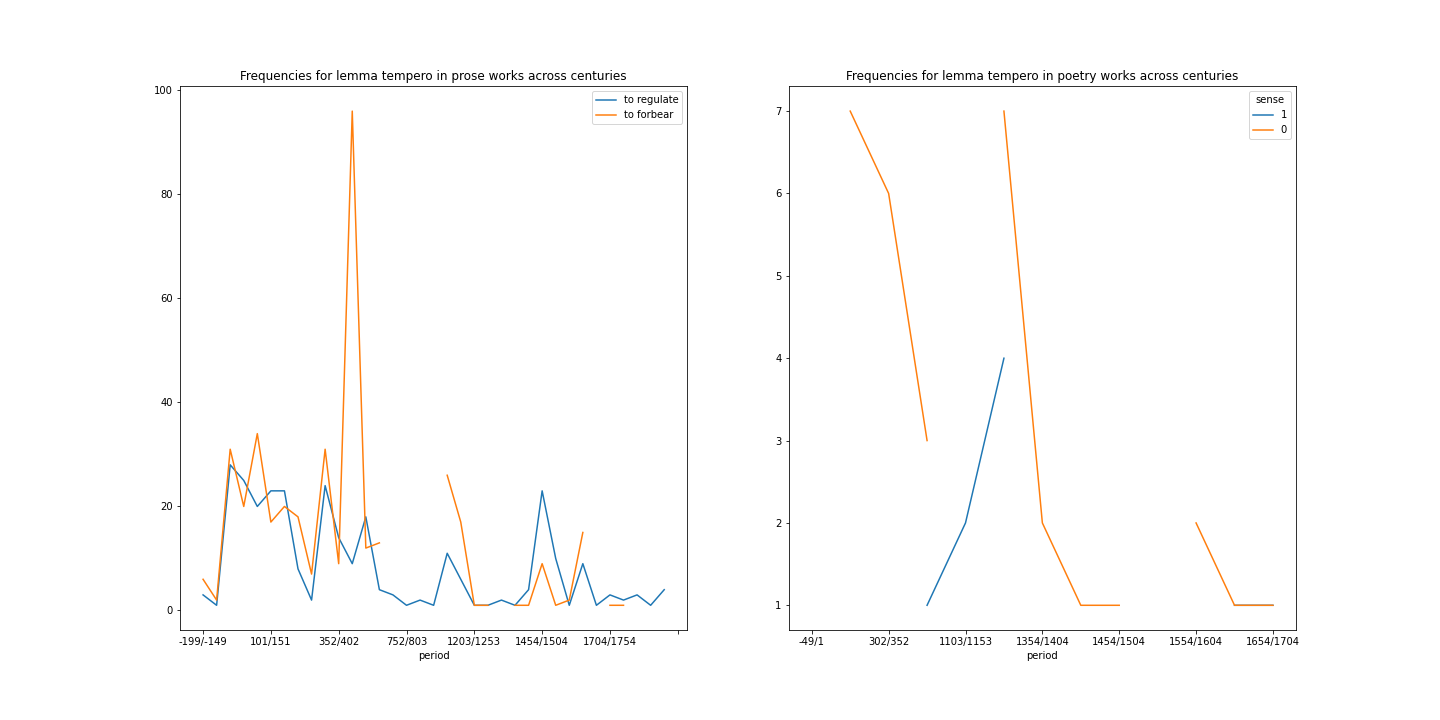 Frequencies for lemma tempero in prose works across centuries
100
80
60
40
20
0
to regulate
to forbear
-199/-149 101/151 352/402 752/803 1203/1253 1454/1504 1704/1754
period
Frequencies for lemma tempero in poetry works across centuries
7
6
5
4
3
2
1
sense
1
0
-49/1 302/352 1103/1153 1354/1404 1454/1504 1554/1604 1654/1704
period